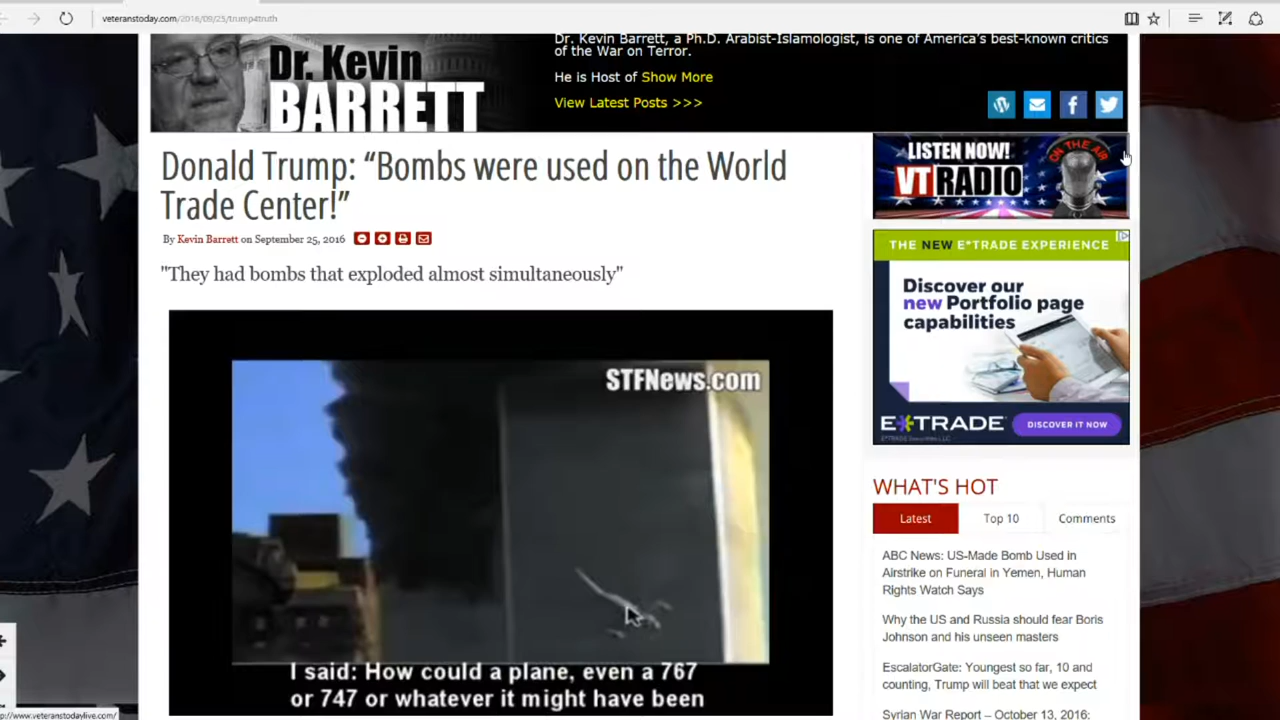 veteranstoday.com/2016/09/25/trump4truth
Dr. Kevin
BARRETT
Dr. Kevin Barrett, a Ph.D. Arabist-Islamologist, is one of America's best-known critics
of the War on Terror.
He is Host of Show More
View Latest Posts >>>
Donald Trump: “Bombs were used on the World
Trade Center!”
By Kevin Barrett on September 25, 2016
"They had bombs that exploded almost simultaneously"
STFNews.com
I said: How could a plane, even a 767
or 747 or whatever it might have been
LISTEN NOW!
VT RADIO
ON THE AIR
THE NEW E*TRADE EXPERIENCE
Discover our
new Portfolio page
capabilities
E*TRADE
DISCOVER IT NOW
E*TRADE Securities LLC
WHAT'S HOT
Latest
Top 10
Comments
ABC News: US-Made Bomb Used in
Airstrike on Funeral in Yemen, Human
Rights Watch Says
Why the US and Russia should fear Boris
Johnson and his unseen masters
EscalatorGate: Youngest so far, 10 and
counting, Trump will beat that we expect
Syrian War Report – October 13, 2016:
p://www.veteranstodaylive.com/